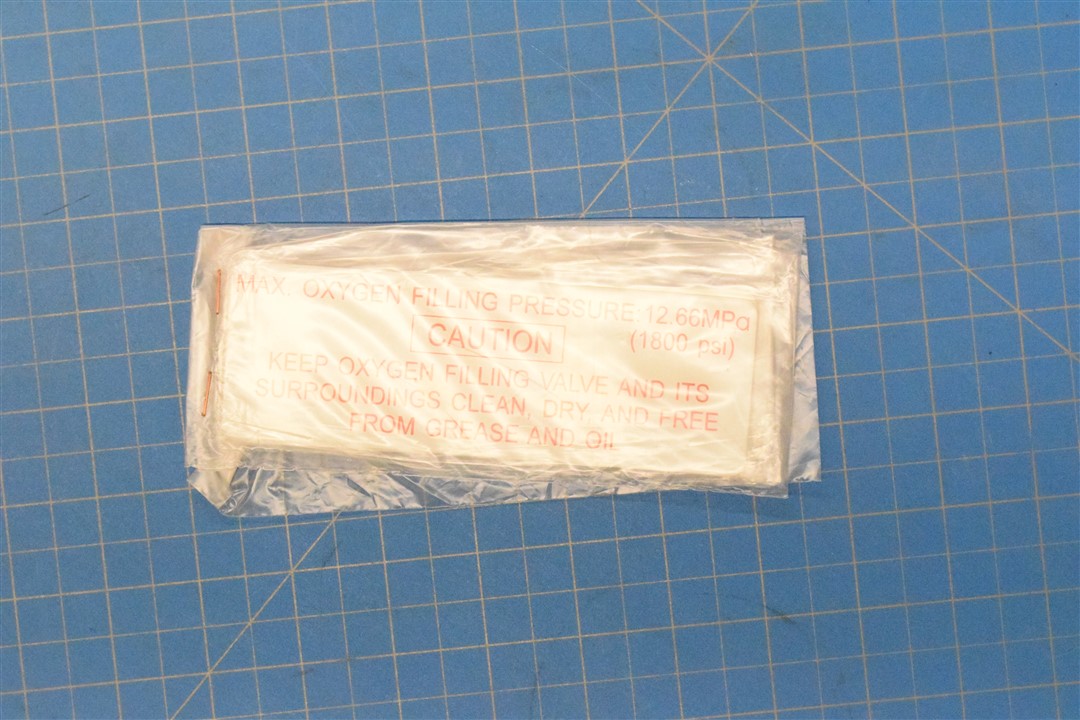 MAX. OXYGEN FILLING PRESSURE:12.66MPa
CAUTION (1800 psi)
KEEP OXYGEN FILLING VALVE AND ITS
SURROUNDINGS CLEAN, DRY AND FREE
FROM GREASE AND OIL